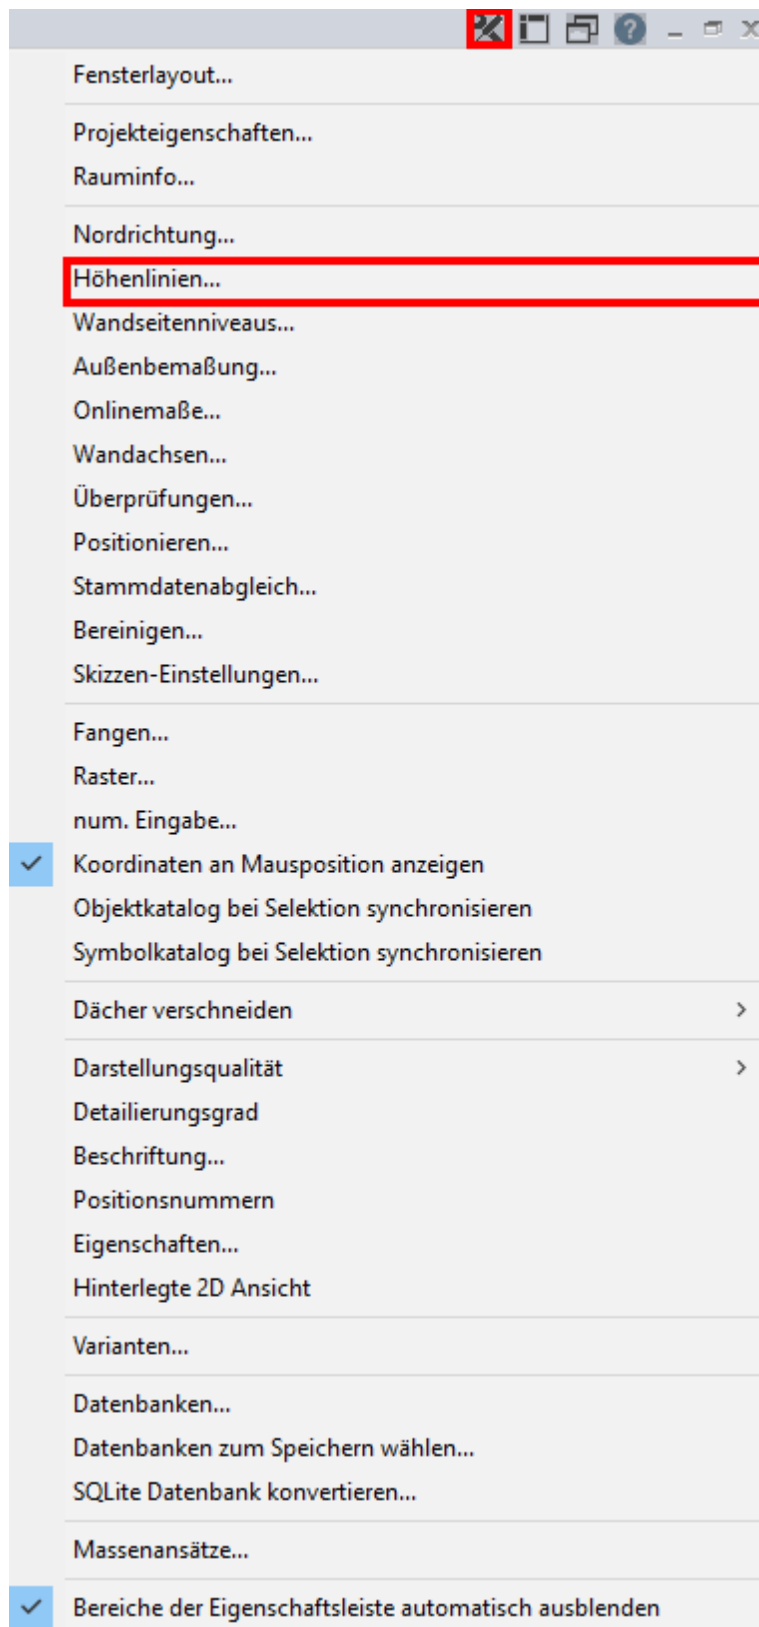 Fensterlayout...
Projekteigenschaften...
Rauminfo...
Nordrichtung...
Höhenlinien...
Wandseitenniveaus...
Außenbemaßung...
Onlinemaße...
Wandachsen...
Überprüfungen...
Positionieren...
Stammdatenabgleich...
Bereinigen...
Skizzen-Einstellungen...
Fangen...
Raster...
num. Eingabe...
Koordinaten an Mausposition anzeigen
Objektkatalog bei Selektion synchronisieren
Symbolkatalog bei Selektion synchronisieren
Dächer verschneiden
Darstellungsqualität
Detailierungsgrad
Beschriftung...
Positionsnummern
Eigenschaften...
Hinterlegte 2D Ansicht
Varianten...
Datenbanken...
Datenbanken zum Speichern wählen...
SQLite Datenbank konvertieren...
Massenansätze...
Bereiche der Eigenschaftsleiste automatisch ausblenden